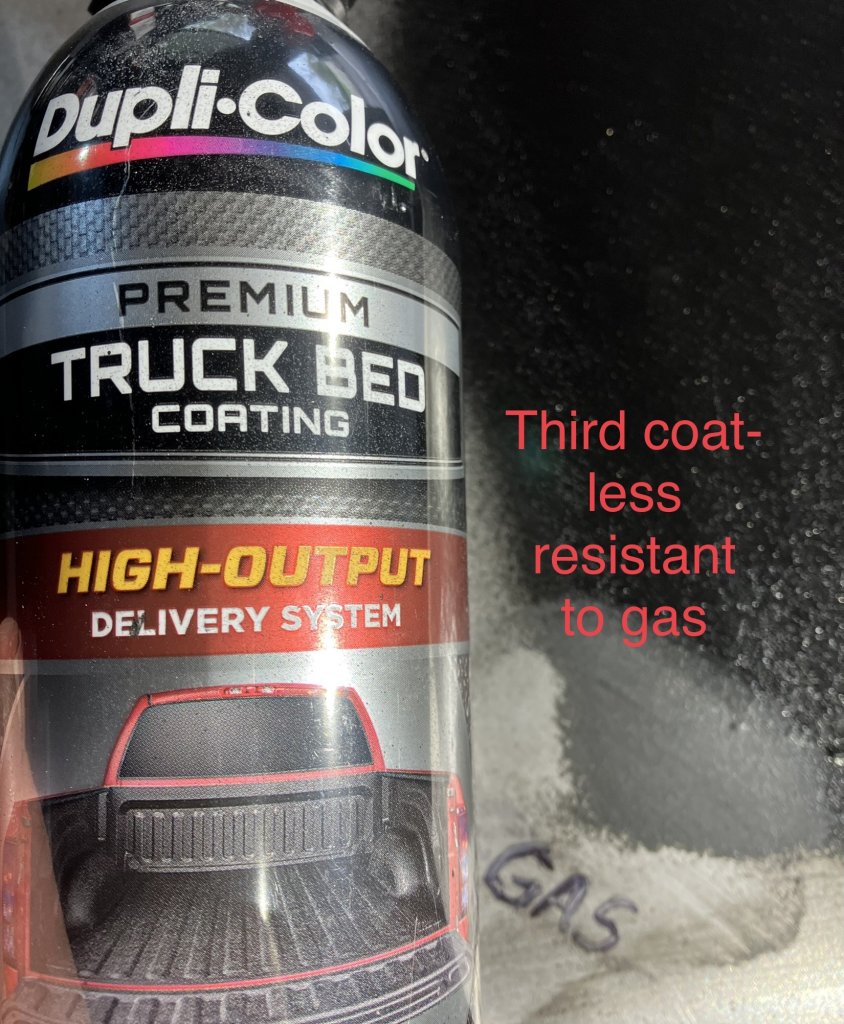 Dupli·Color
PREMIUM
TRUCK BED
COATING
HIGH-OUTPUT
DELIVERY SYSTEM
Third coat-
less
resistant
to gas
GAS